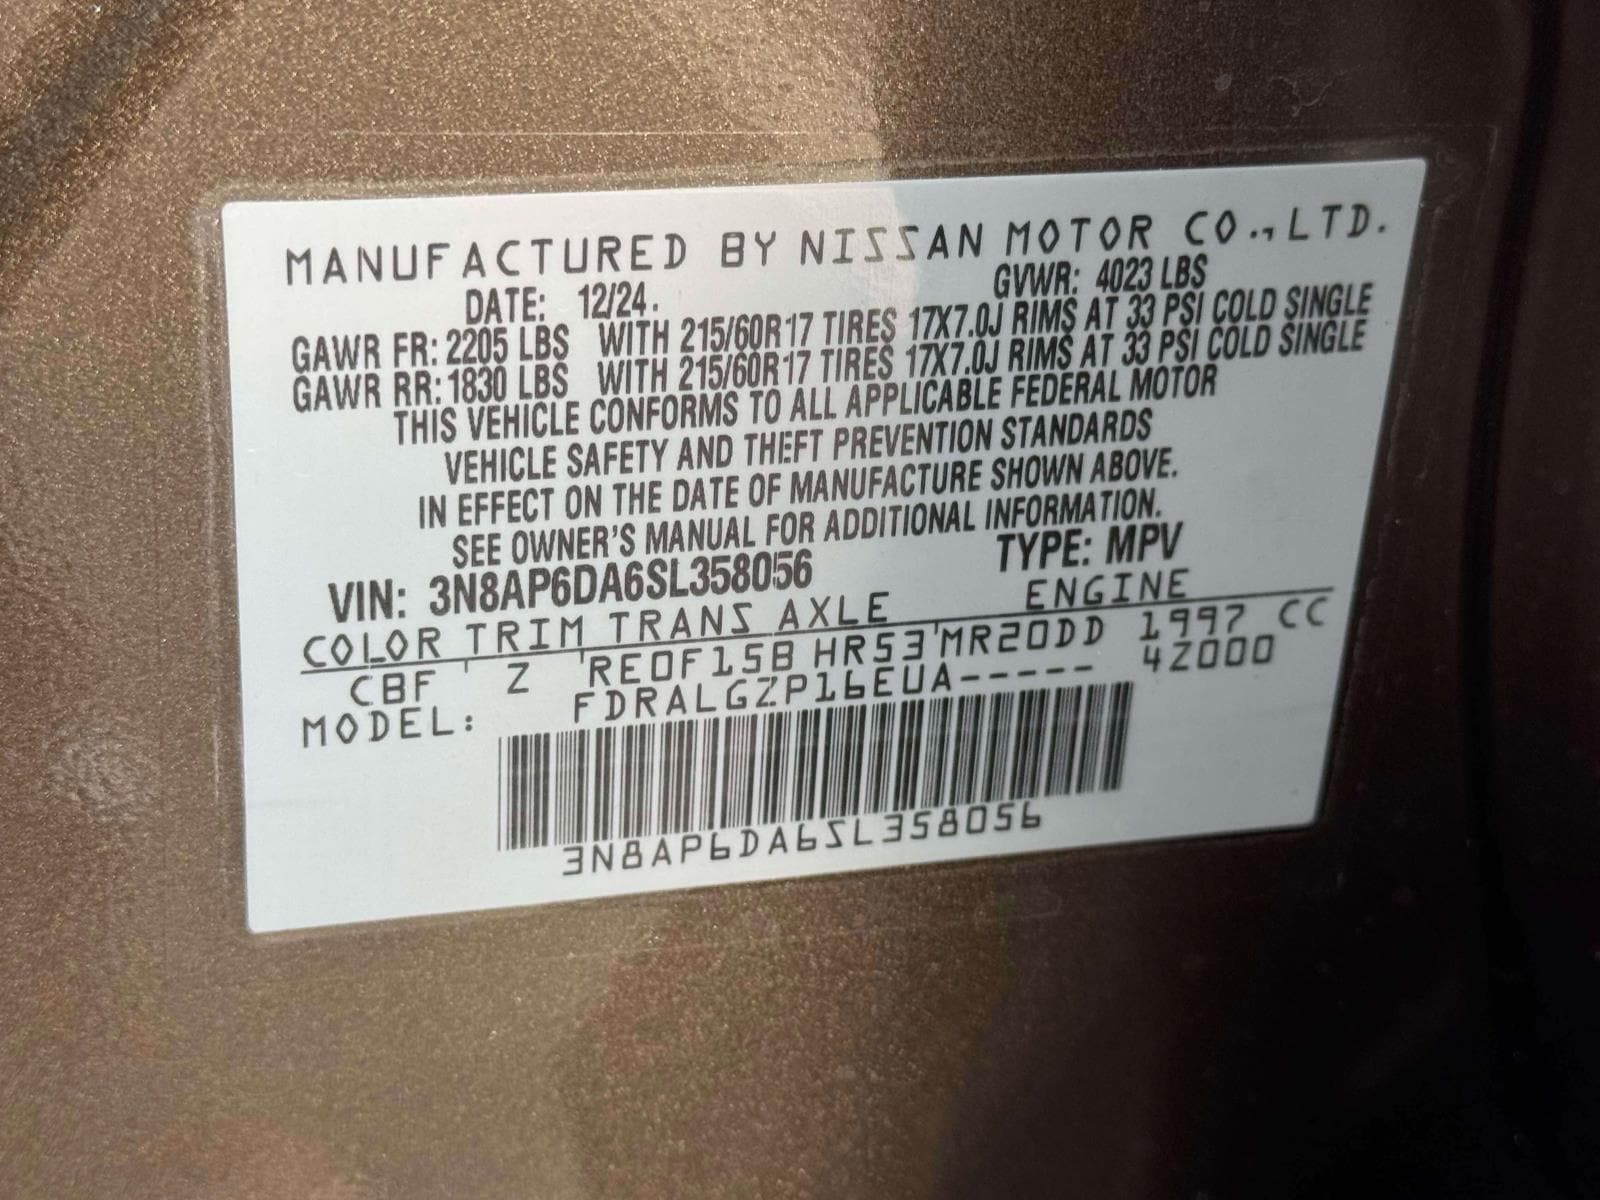 MANUFACTURED BY NISSAN MOTOR CO., LTD.
DATE: 12/24. GVWR: 4023 LBS
GAWR FR: 2205 LBS WITH 215/60R17 TIRES 17X7.0J RIMS AT 33 PSI COLD SINGLE
GAWR RR: 1830 LBS WITH 215/60R17 TIRES 17X7.0J RIMS AT 33 PSI COLD SINGLE
THIS VEHICLE CONFORMS TO ALL APPLICABLE FEDERAL MOTOR
VEHICLE SAFETY AND THEFT PREVENTION STANDARDS
IN EFFECT ON THE DATE OF MANUFACTURE SHOWN ABOVE.
SEE OWNER'S MANUAL FOR ADDITIONAL INFORMATION.
VIN: 3N8AP6DA6SL358056 TYPE: MPV
COLOR TRIM TRANS AXLE ENGINE
CBF Z RE0F15B HR53 MR20DD 1997 CC
MODEL: FDRALGZP16EUA----- 42000
3N8AP6DA6SL358056